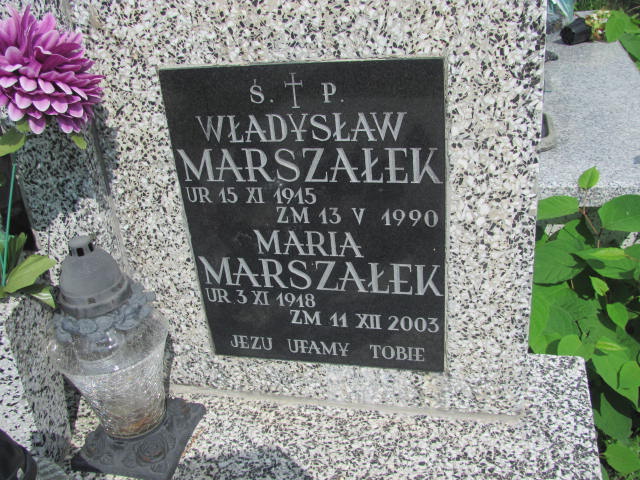 Ś. † P.
WŁADYSŁAW
MARSZAŁEK
UR 15 XI 1915
ZM 13 V 1990
MARIA
MARSZAŁEK
UR 3 XI 1918
ZM 11 XII 2003
JEZU UFAMY TOBIE